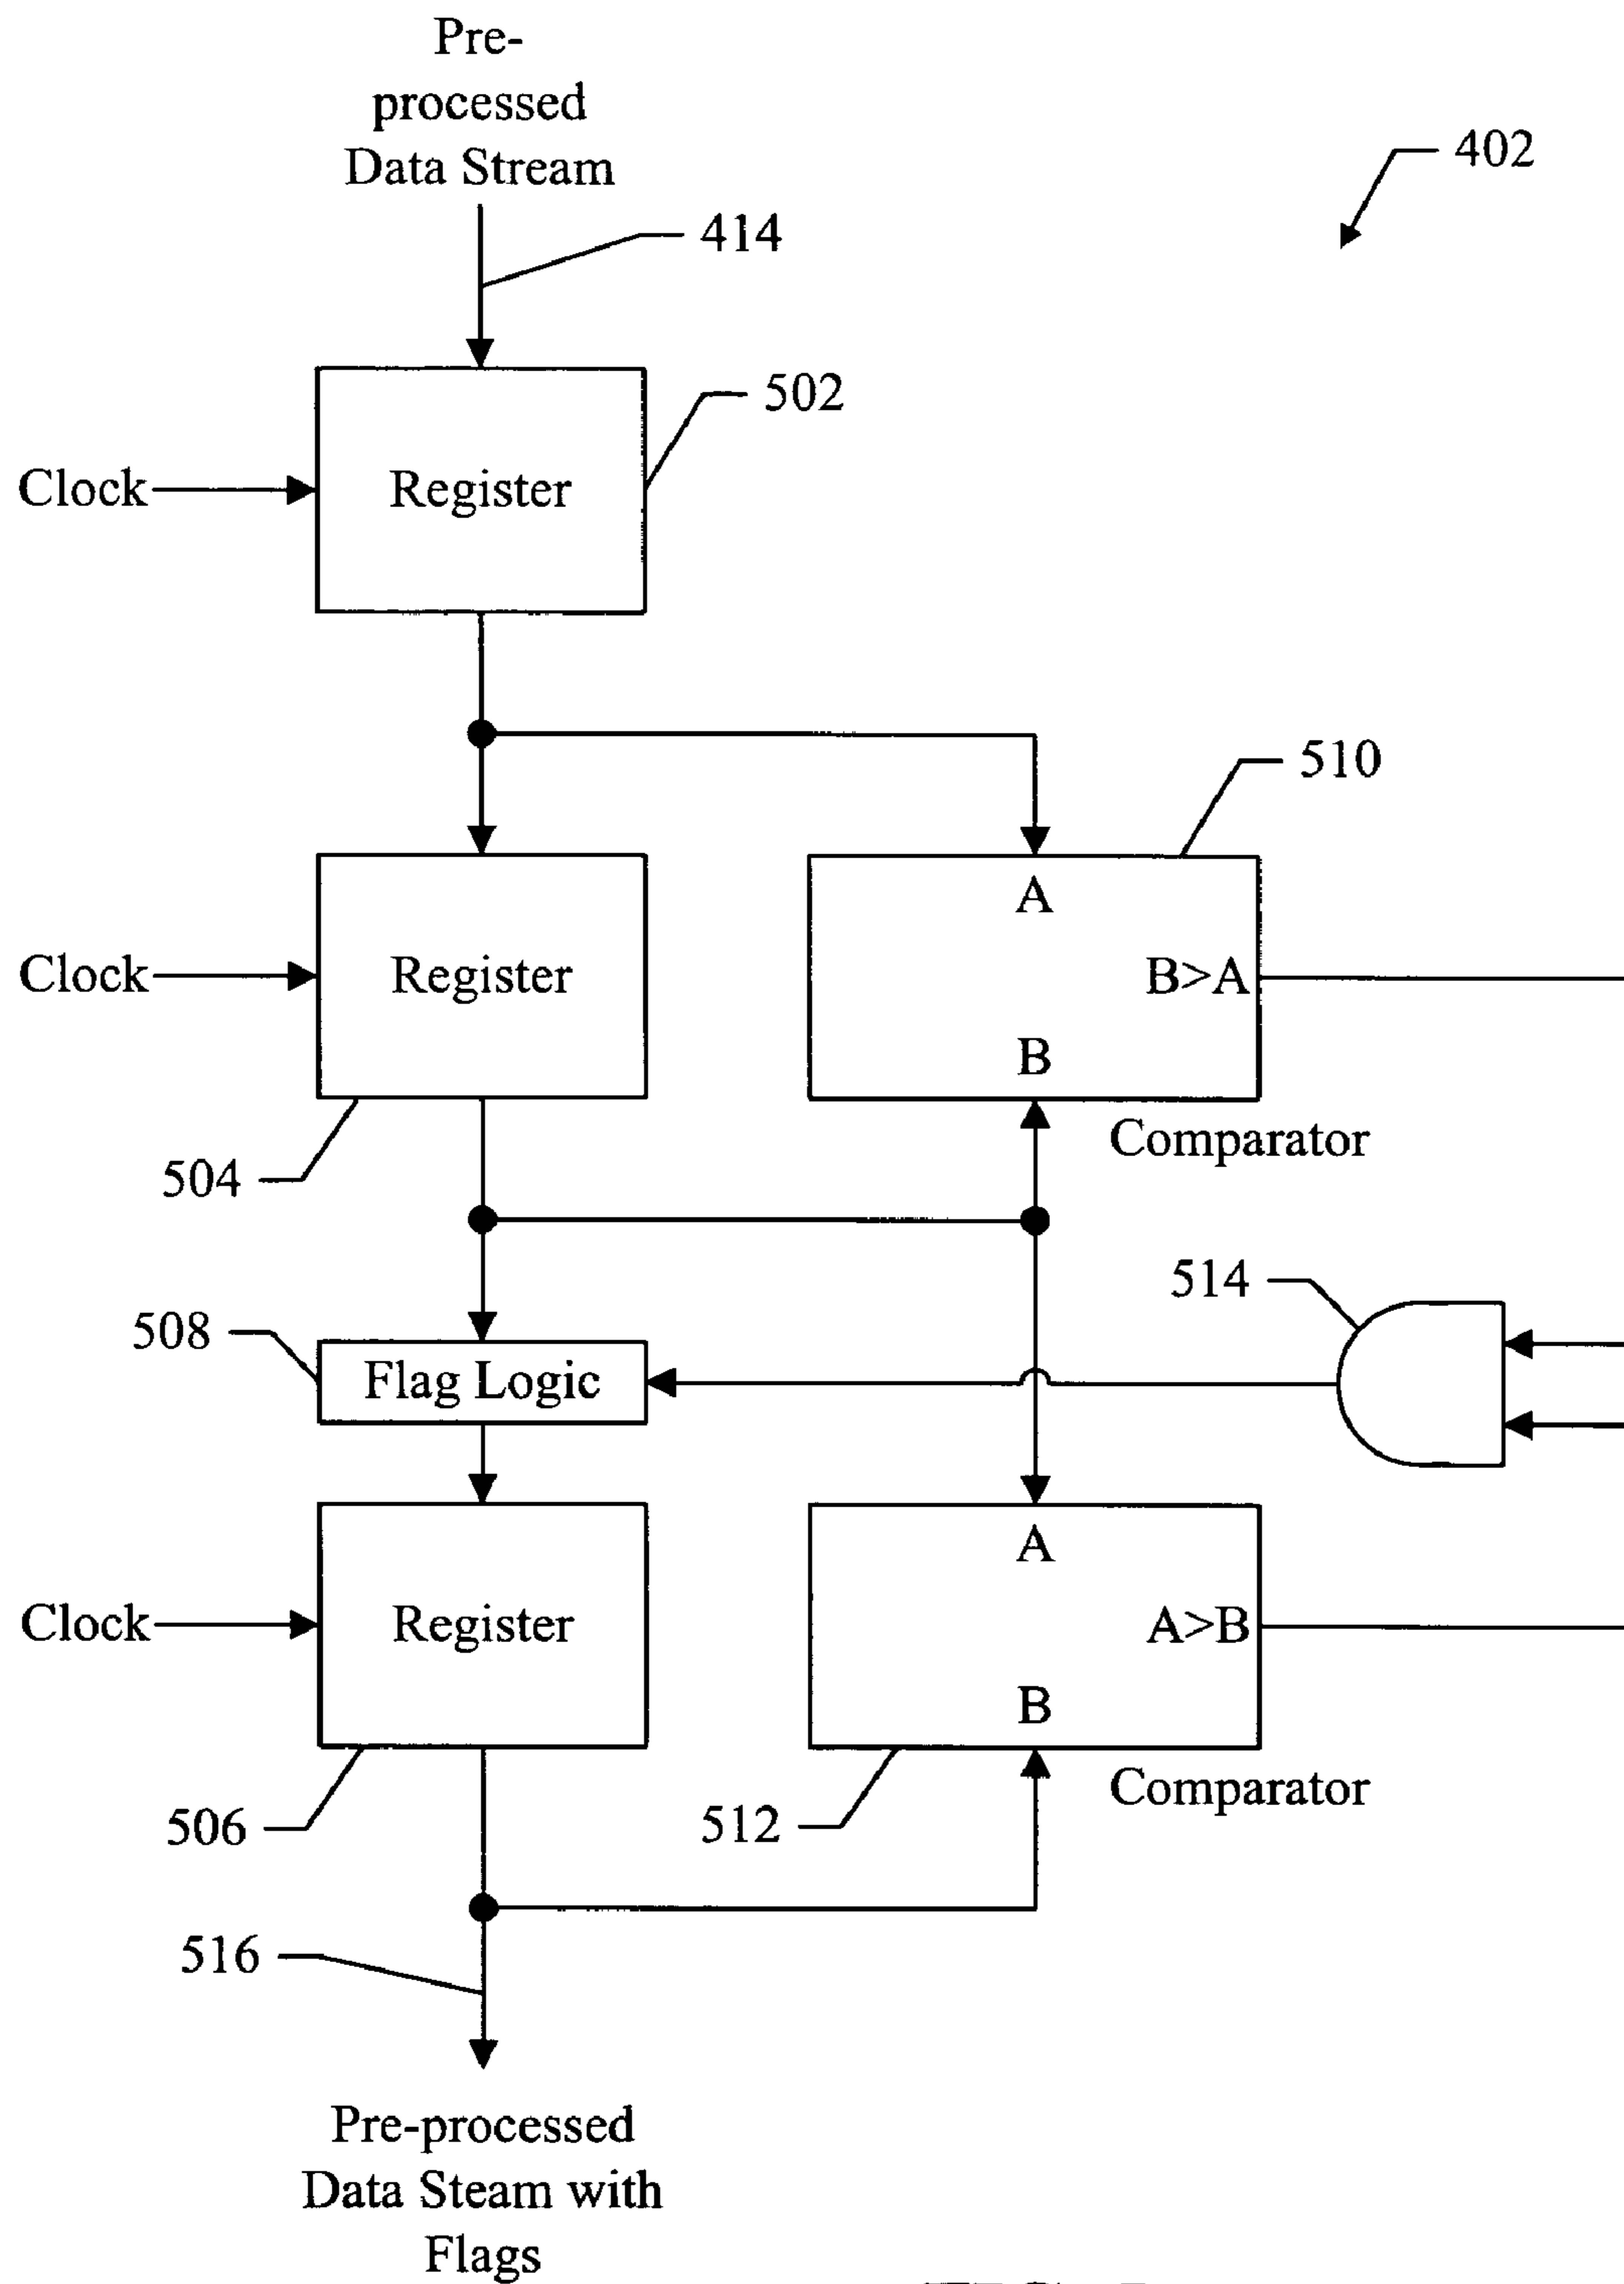 Pre-
processed
Data Stream
402
414
502
Clock
Register
510
A
Clock
Register
B>A
B
Comparator
504
514
508
Flag Logic
A
Clock
Register
A>B
B
Comparator
506
512
516
Pre-processed
Data Steam with
Flags